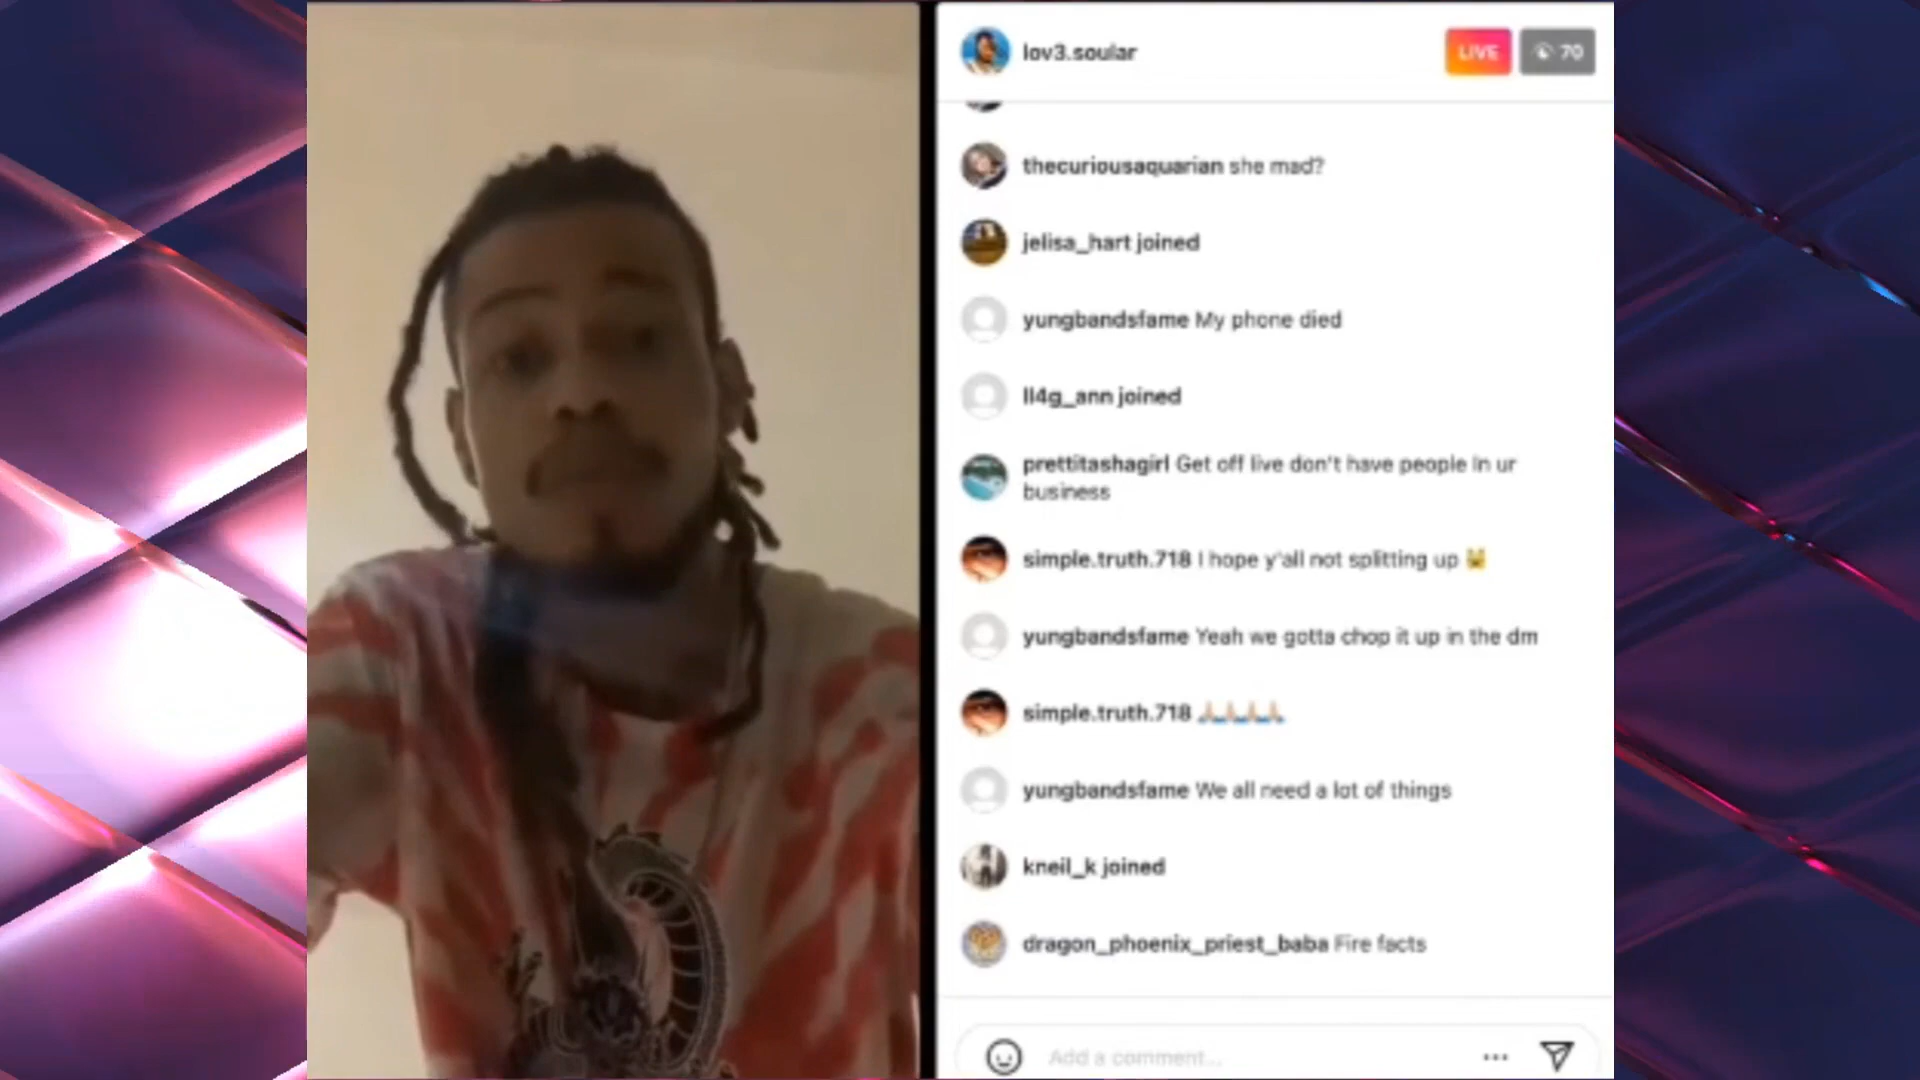 lov3.soular
LIVE
70
thecuriousaquarian she mad?
jelisa_hart joined
yungbandsfame My phone died
ll4g_ann joined
prettitashagirl Get off live don't have people in ur
business
simple.truth.718 I hope y'all not splitting up 😿
yungbandsfame Yeah we gotta chop it up in the dm
simple.truth.718 🙏🏼🙏🏼🙏🏼🙏🏼
yungbandsfame We all need a lot of things
kneil_k joined
dragon_phoenix_priest_baba Fire facts
Add a comment...